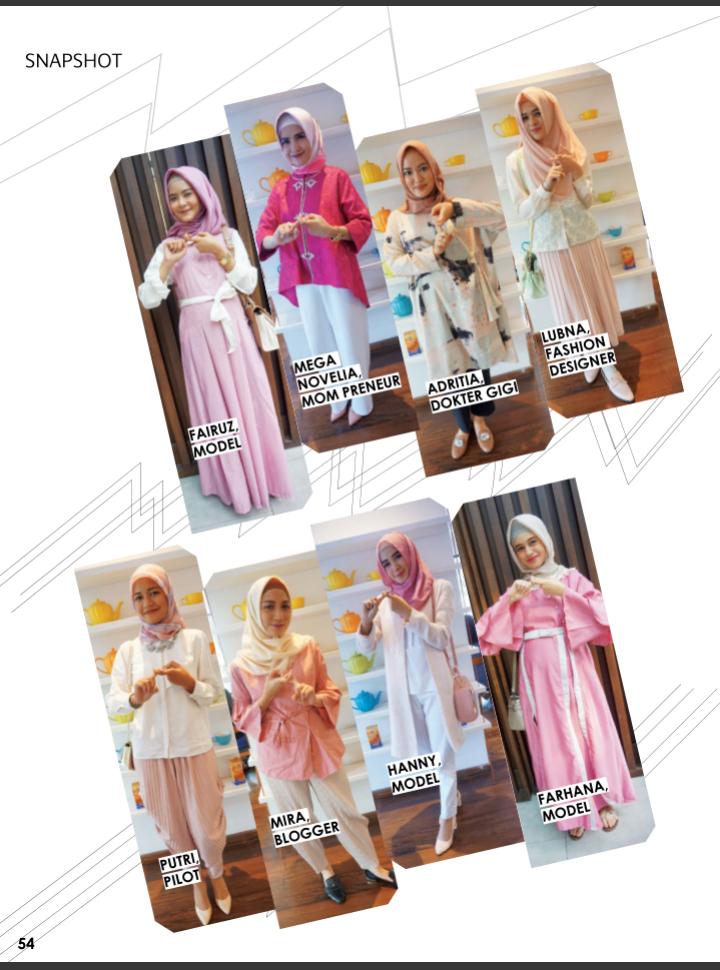 SNAPSHOT
FAIRUZ,
MODEL
MEGA
NOVELIA,
MOM PRENEUR
ADRITIA,
DOKTER GIGI
LUBNA,
FASHION
DESIGNER
PUTRI,
PILOT
MIRA,
BLOGGER
HANNY,
MODEL
FARHANA,
MODEL
54